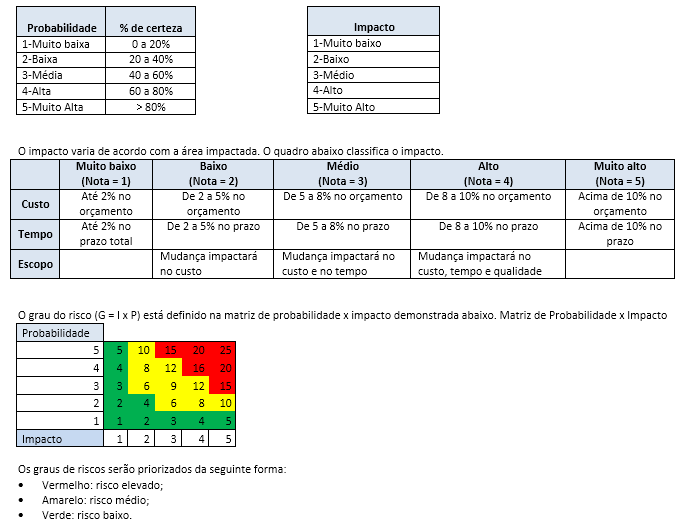 Probabilidade % de certeza
1-Muito baixa 0 a 20%
2-Baixa 20 a 40%
3-Média 40 a 60%
4-Alta 60 a 80%
5-Muito Alta > 80%
Impacto
1-Muito baixo
2-Baixo
3-Médio
4-Alto
5-Muito Alto
O impacto varia de acordo com a área impactada. O quadro abaixo classifica o impacto.
Muito baixo (Nota = 1) Baixo (Nota = 2) Médio (Nota = 3) Alto (Nota = 4) Muito alto (Nota = 5)
Custo Até 2% no orçamento De 2 a 5% no orçamento De 5 a 8% no orçamento De 8 a 10% no orçamento Acima de 10% no orçamento
Tempo Até 2% no prazo total De 2 a 5% no prazo De 5 a 8% no prazo De 8 a 10% no prazo Acima de 10% no prazo
Escopo Mudança impactará no custo Mudança impactará no custo e no tempo Mudança impactará no custo, tempo e qualidade
O grau do risco (G = I x P) está definido na matriz de probabilidade x impacto demonstrada abaixo. Matriz de Probabilidade x Impacto
Probabilidade
5 5 10 15 20 25
4 4 8 12 16 20
3 3 6 9 12 15
2 2 4 6 8 10
1 1 2 3 4 5
Impacto 1 2 3 4 5
Os graus de riscos serão priorizados da seguinte forma:
• Vermelho: risco elevado;
• Amarelo: risco médio;
• Verde: risco baixo.